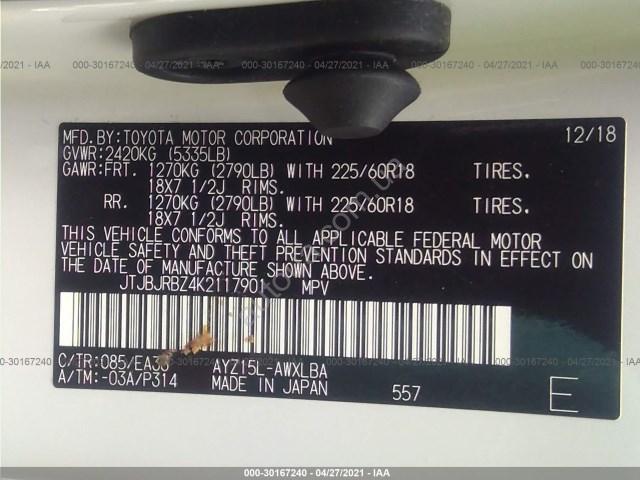 000-30167240 - 04/27/2021 - IAA
MFD.BY:TOYOTA MOTOR CORPORATION 12/18
GVWR:2420KG (5335LB)
GAWR:FRT. 1270KG (2790LB) WITH 225/60R18 TIRES.
18X7 1/2J RIMS.
RR. 1270KG (2790LB) WITH 225/60R18 TIRES.
18X7 1/2J RIMS.
THIS VEHICLE CONFORMS TO ALL APPLICABLE FEDERAL MOTOR
VEHICLE SAFETY AND THEFT PREVENTION STANDARDS IN EFFECT ON
THE DATE OF MANUFACTURE SHOWN ABOVE.
JTJBJRBZ4K2117901 MPV
C/TR:085/EA33 AYZ15L-AWXLBA
A/TM:-03A/P314 MADE IN JAPAN 557 E
000-30167240 - 04/27/2021 - IAA